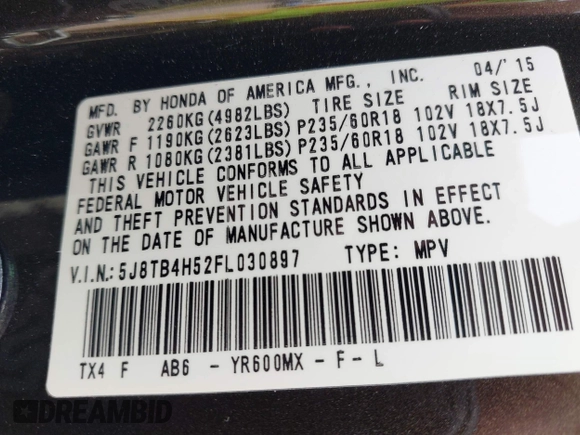 MFD. BY HONDA OF AMERICA MFG., INC. 04/'15
GVWR 2260KG(4982LBS) TIRE SIZE RIM SIZE
GAWR F 1190KG(2623LBS) P235/60R18 102V 18X7.5J
GAWR R 1080KG(2381LBS) P235/60R18 102V 18X7.5J
THIS VEHICLE CONFORMS TO ALL APPLICABLE
FEDERAL MOTOR VEHICLE SAFETY
AND THEFT PREVENTION STANDARDS IN EFFECT
ON THE DATE OF MANUFACTURE SHOWN ABOVE.
V.I.N.: 5J8TB4H52FL030897 TYPE: MPV
TX4 F AB6 - YR600MX - F - L
DREAMBID